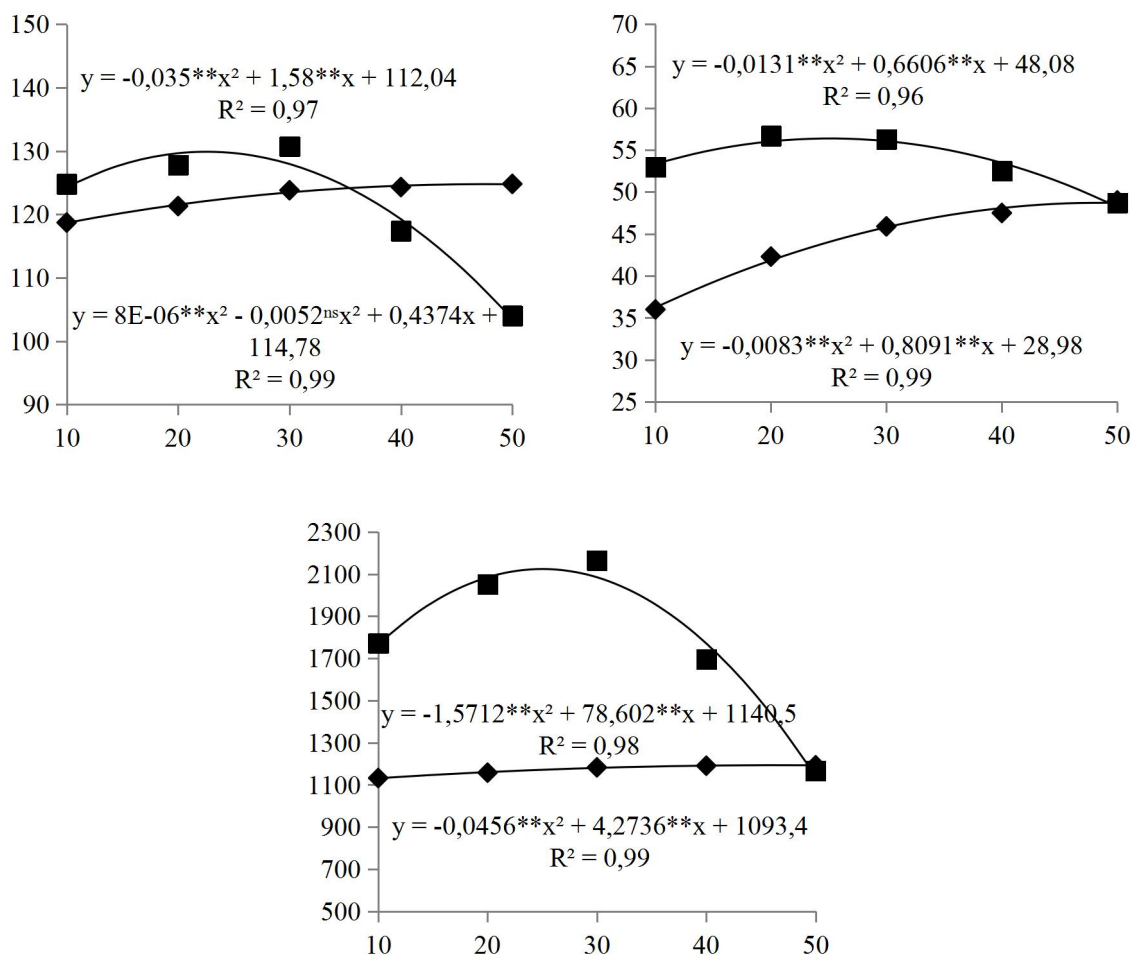 150
140
130
120
110
100
90
10 20 30 40 50
y = -0,035**x² + 1,58**x + 112,04
R² = 0,97
y = 8E-06**x² - 0,0052ⁿˢx² + 0,4374x +
114,78
R² = 0,99
70
65
60
55
50
45
40
35
30
25
10 20 30 40 50
y = -0,0131**x² + 0,6606**x + 48,08
R² = 0,96
y = -0,0083**x² + 0,8091**x + 28,98
R² = 0,99
2300
2100
1900
1700
1500
1300
1100
900
700
500
10 20 30 40 50
y = -1,5712**x² + 78,602**x + 1140,5
R² = 0,98
y = -0,0456**x² + 4,2736**x + 1093,4
R² = 0,99